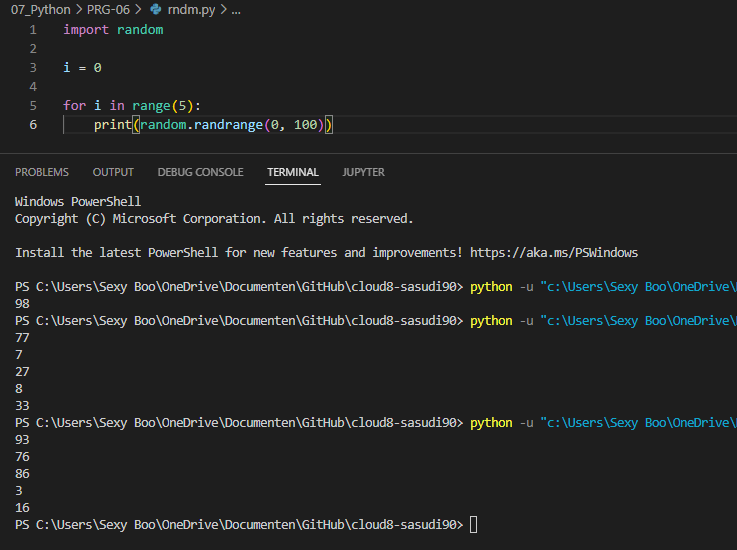 07_Python > PRG-06 > rndm.py > ...
1 import random
2
3 i = 0
4
5 for i in range(5):
6 print(random.randrange(0, 100))
PROBLEMS OUTPUT DEBUG CONSOLE TERMINAL JUPYTER
Windows PowerShell
Copyright (C) Microsoft Corporation. All rights reserved.
Install the latest PowerShell for new features and improvements! https://aka.ms/PSWindows
PS C:\Users\Sexy Boo\OneDrive\Documenten\GitHub\cloud8-sasudi90> python -u "c:\Users\Sexy Boo\OneDrive\
98
PS C:\Users\Sexy Boo\OneDrive\Documenten\GitHub\cloud8-sasudi90> python -u "c:\Users\Sexy Boo\OneDrive\
77
7
27
8
33
PS C:\Users\Sexy Boo\OneDrive\Documenten\GitHub\cloud8-sasudi90> python -u "c:\Users\Sexy Boo\OneDrive\
93
76
86
3
16
PS C:\Users\Sexy Boo\OneDrive\Documenten\GitHub\cloud8-sasudi90>